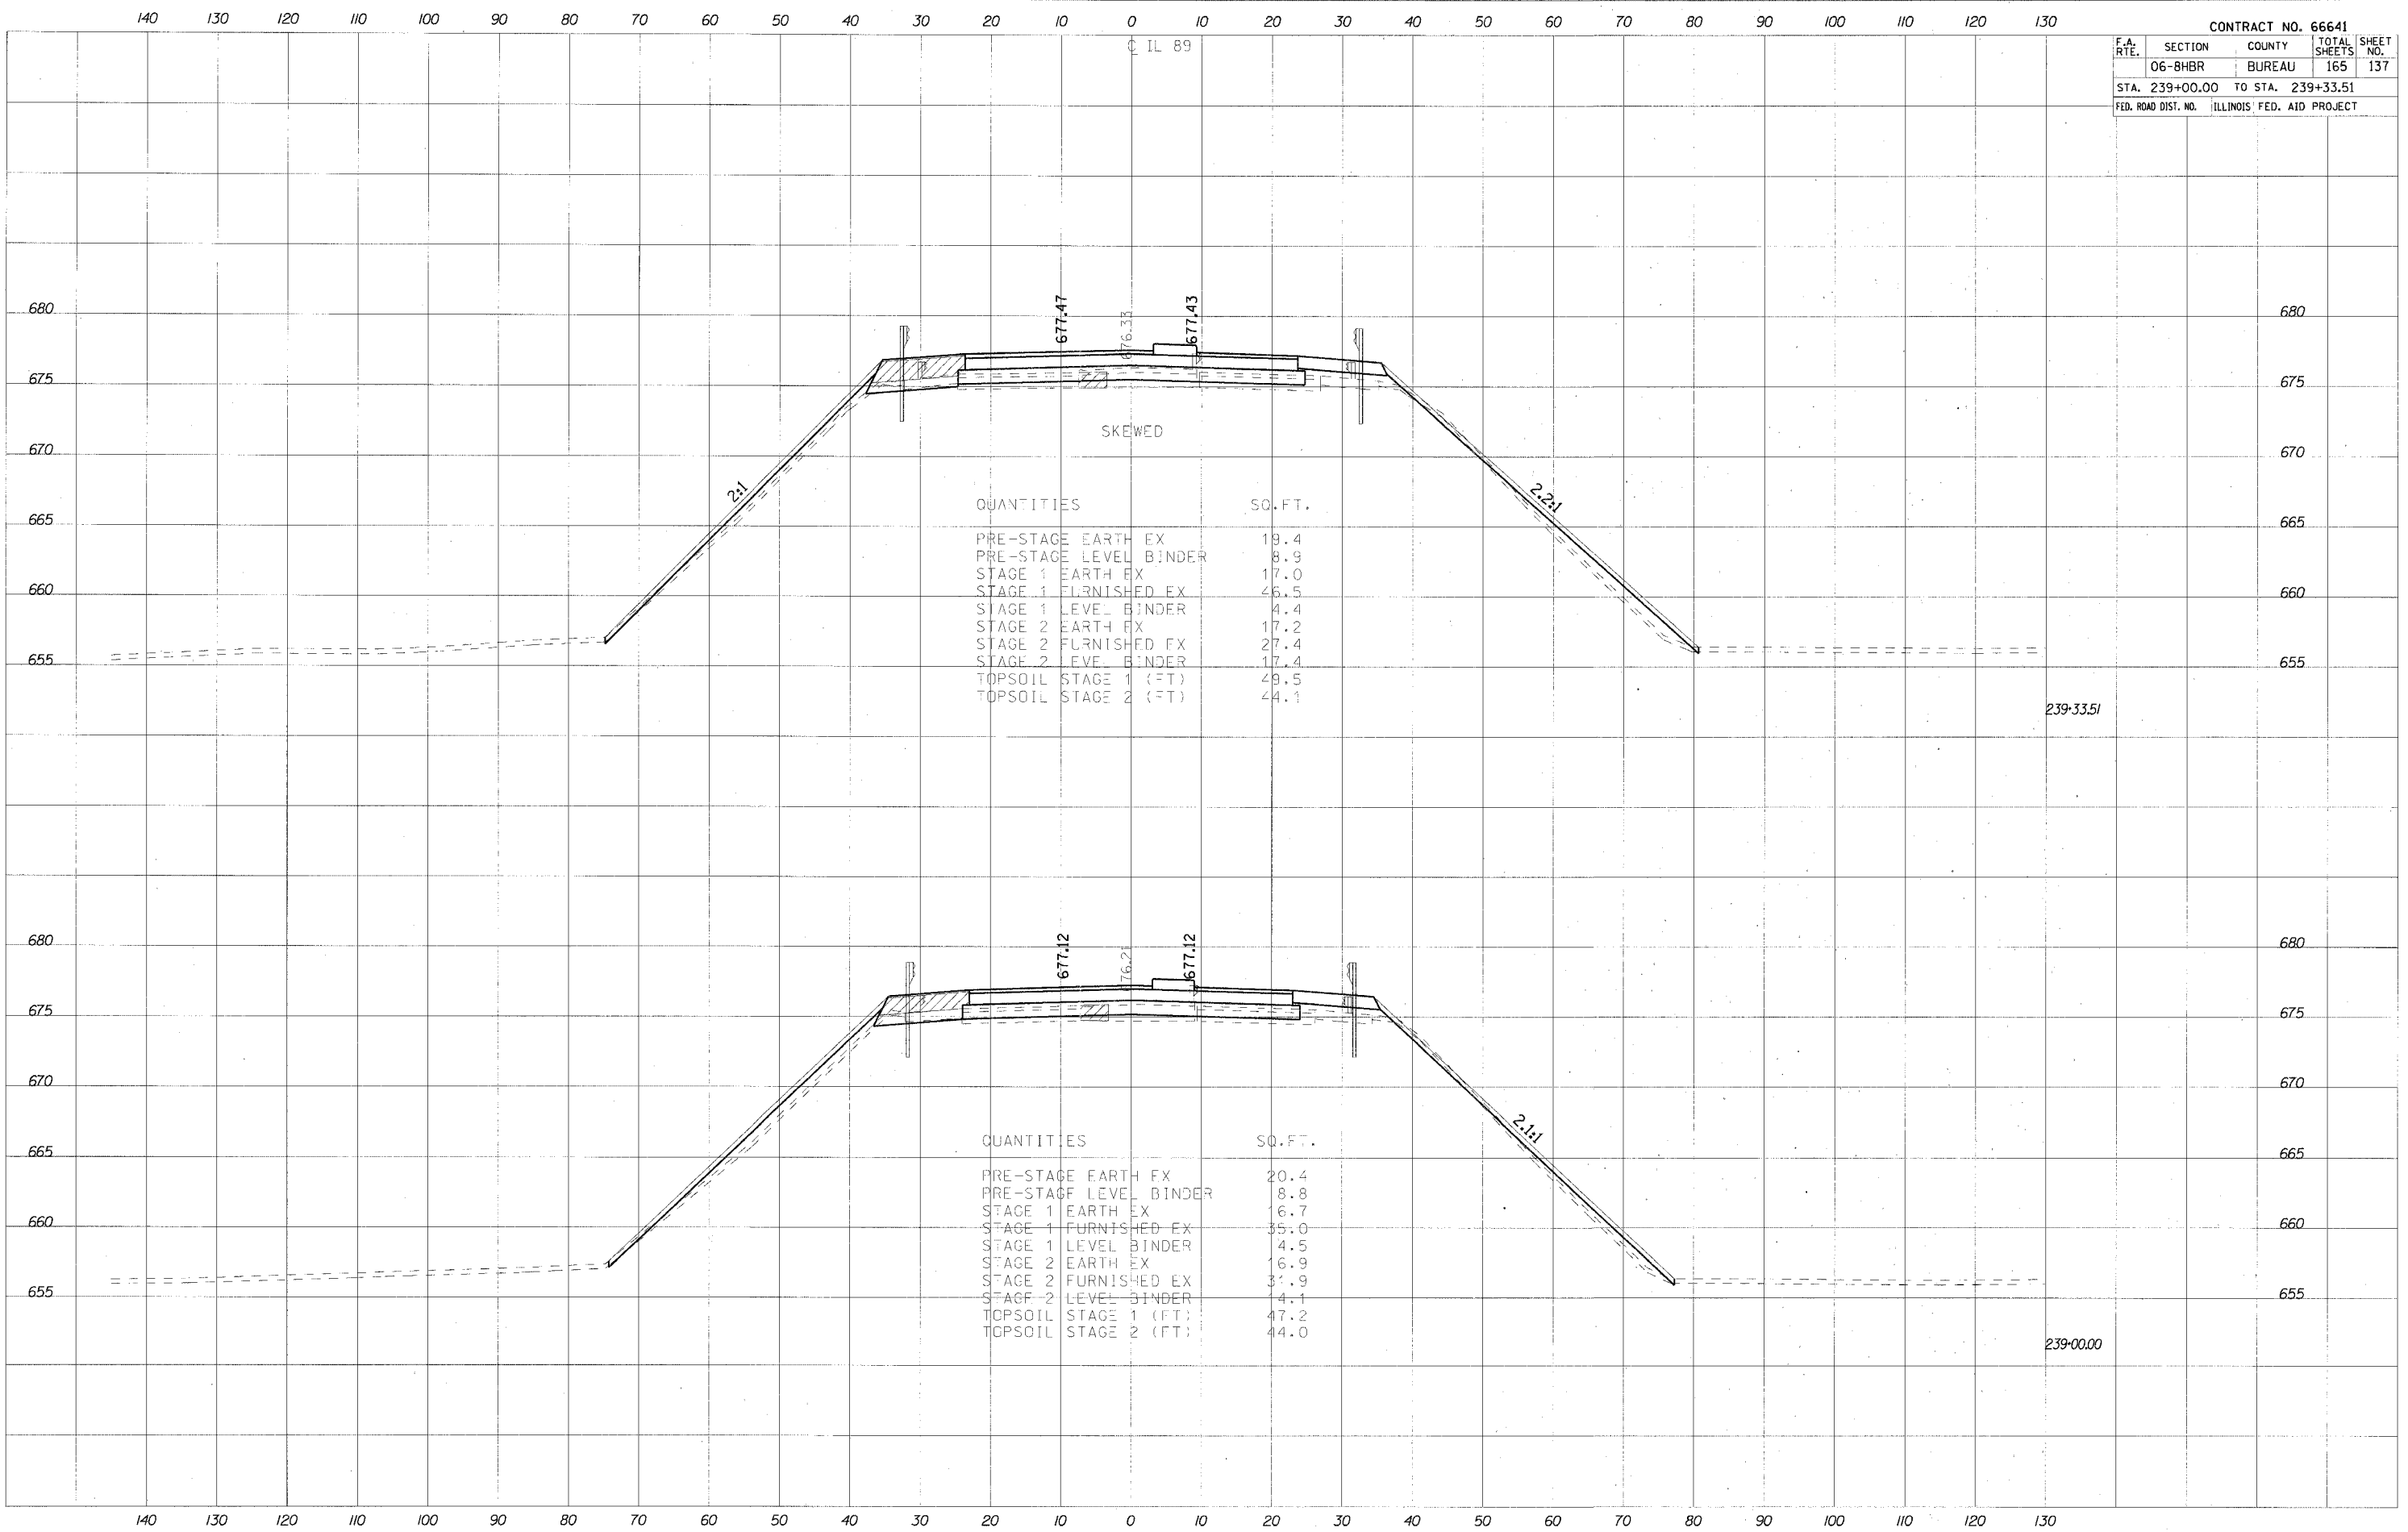 140 130 120 110 100 90 80 70 60 50 40 30 20 10 0 10 20 30 40 50 60 70 80 90 100 110 120 130
CONTRACT NO. 66641
F.A. RTE. SECTION COUNTY TOTAL SHEETS SHEET NO.
06-8HBR BUREAU 165 137
STA. 239+00.00 TO STA. 239+33.51
FED. ROAD DIST. NO. ILLINOIS FED. AID PROJECT
℄ IL 89
680 677.47 676.33 677.43 680
675 675
SKEWED
670 670
2:1 2.2:1
665 665
660 660
655 655
QUANTITIES SQ.FT.
PRE-STAGE EARTH EX 19.4
PRE-STAGE LEVEL BINDER 8.9
STAGE 1 EARTH EX 17.0
STAGE 1 FURNISHED EX 46.5
STAGE 1 LEVEL BINDER 4.4
STAGE 2 EARTH EX 17.2
STAGE 2 FURNISHED EX 27.4
STAGE 2 LEVEL BINDER 17.4
TOPSOIL STAGE 1 (FT) 49.5
TOPSOIL STAGE 2 (FT) 44.1
239+33.51
680 677.12 677.12 680
675 675
670 670
2.1:1
665 665
660 660
655 655
QUANTITIES SQ.FT.
PRE-STAGE EARTH EX 20.4
PRE-STAGE LEVEL BINDER 8.8
STAGE 1 EARTH EX 16.7
STAGE 1 FURNISHED EX 35.0
STAGE 1 LEVEL BINDER 4.5
STAGE 2 EARTH EX 16.9
STAGE 2 FURNISHED EX 31.9
STAGE 2 LEVEL BINDER 14.1
TOPSOIL STAGE 1 (FT) 47.2
TOPSOIL STAGE 2 (FT) 44.0
239+00.00
140 130 120 110 100 90 80 70 60 50 40 30 20 10 0 10 20 30 40 50 60 70 80 90 100 110 120 130